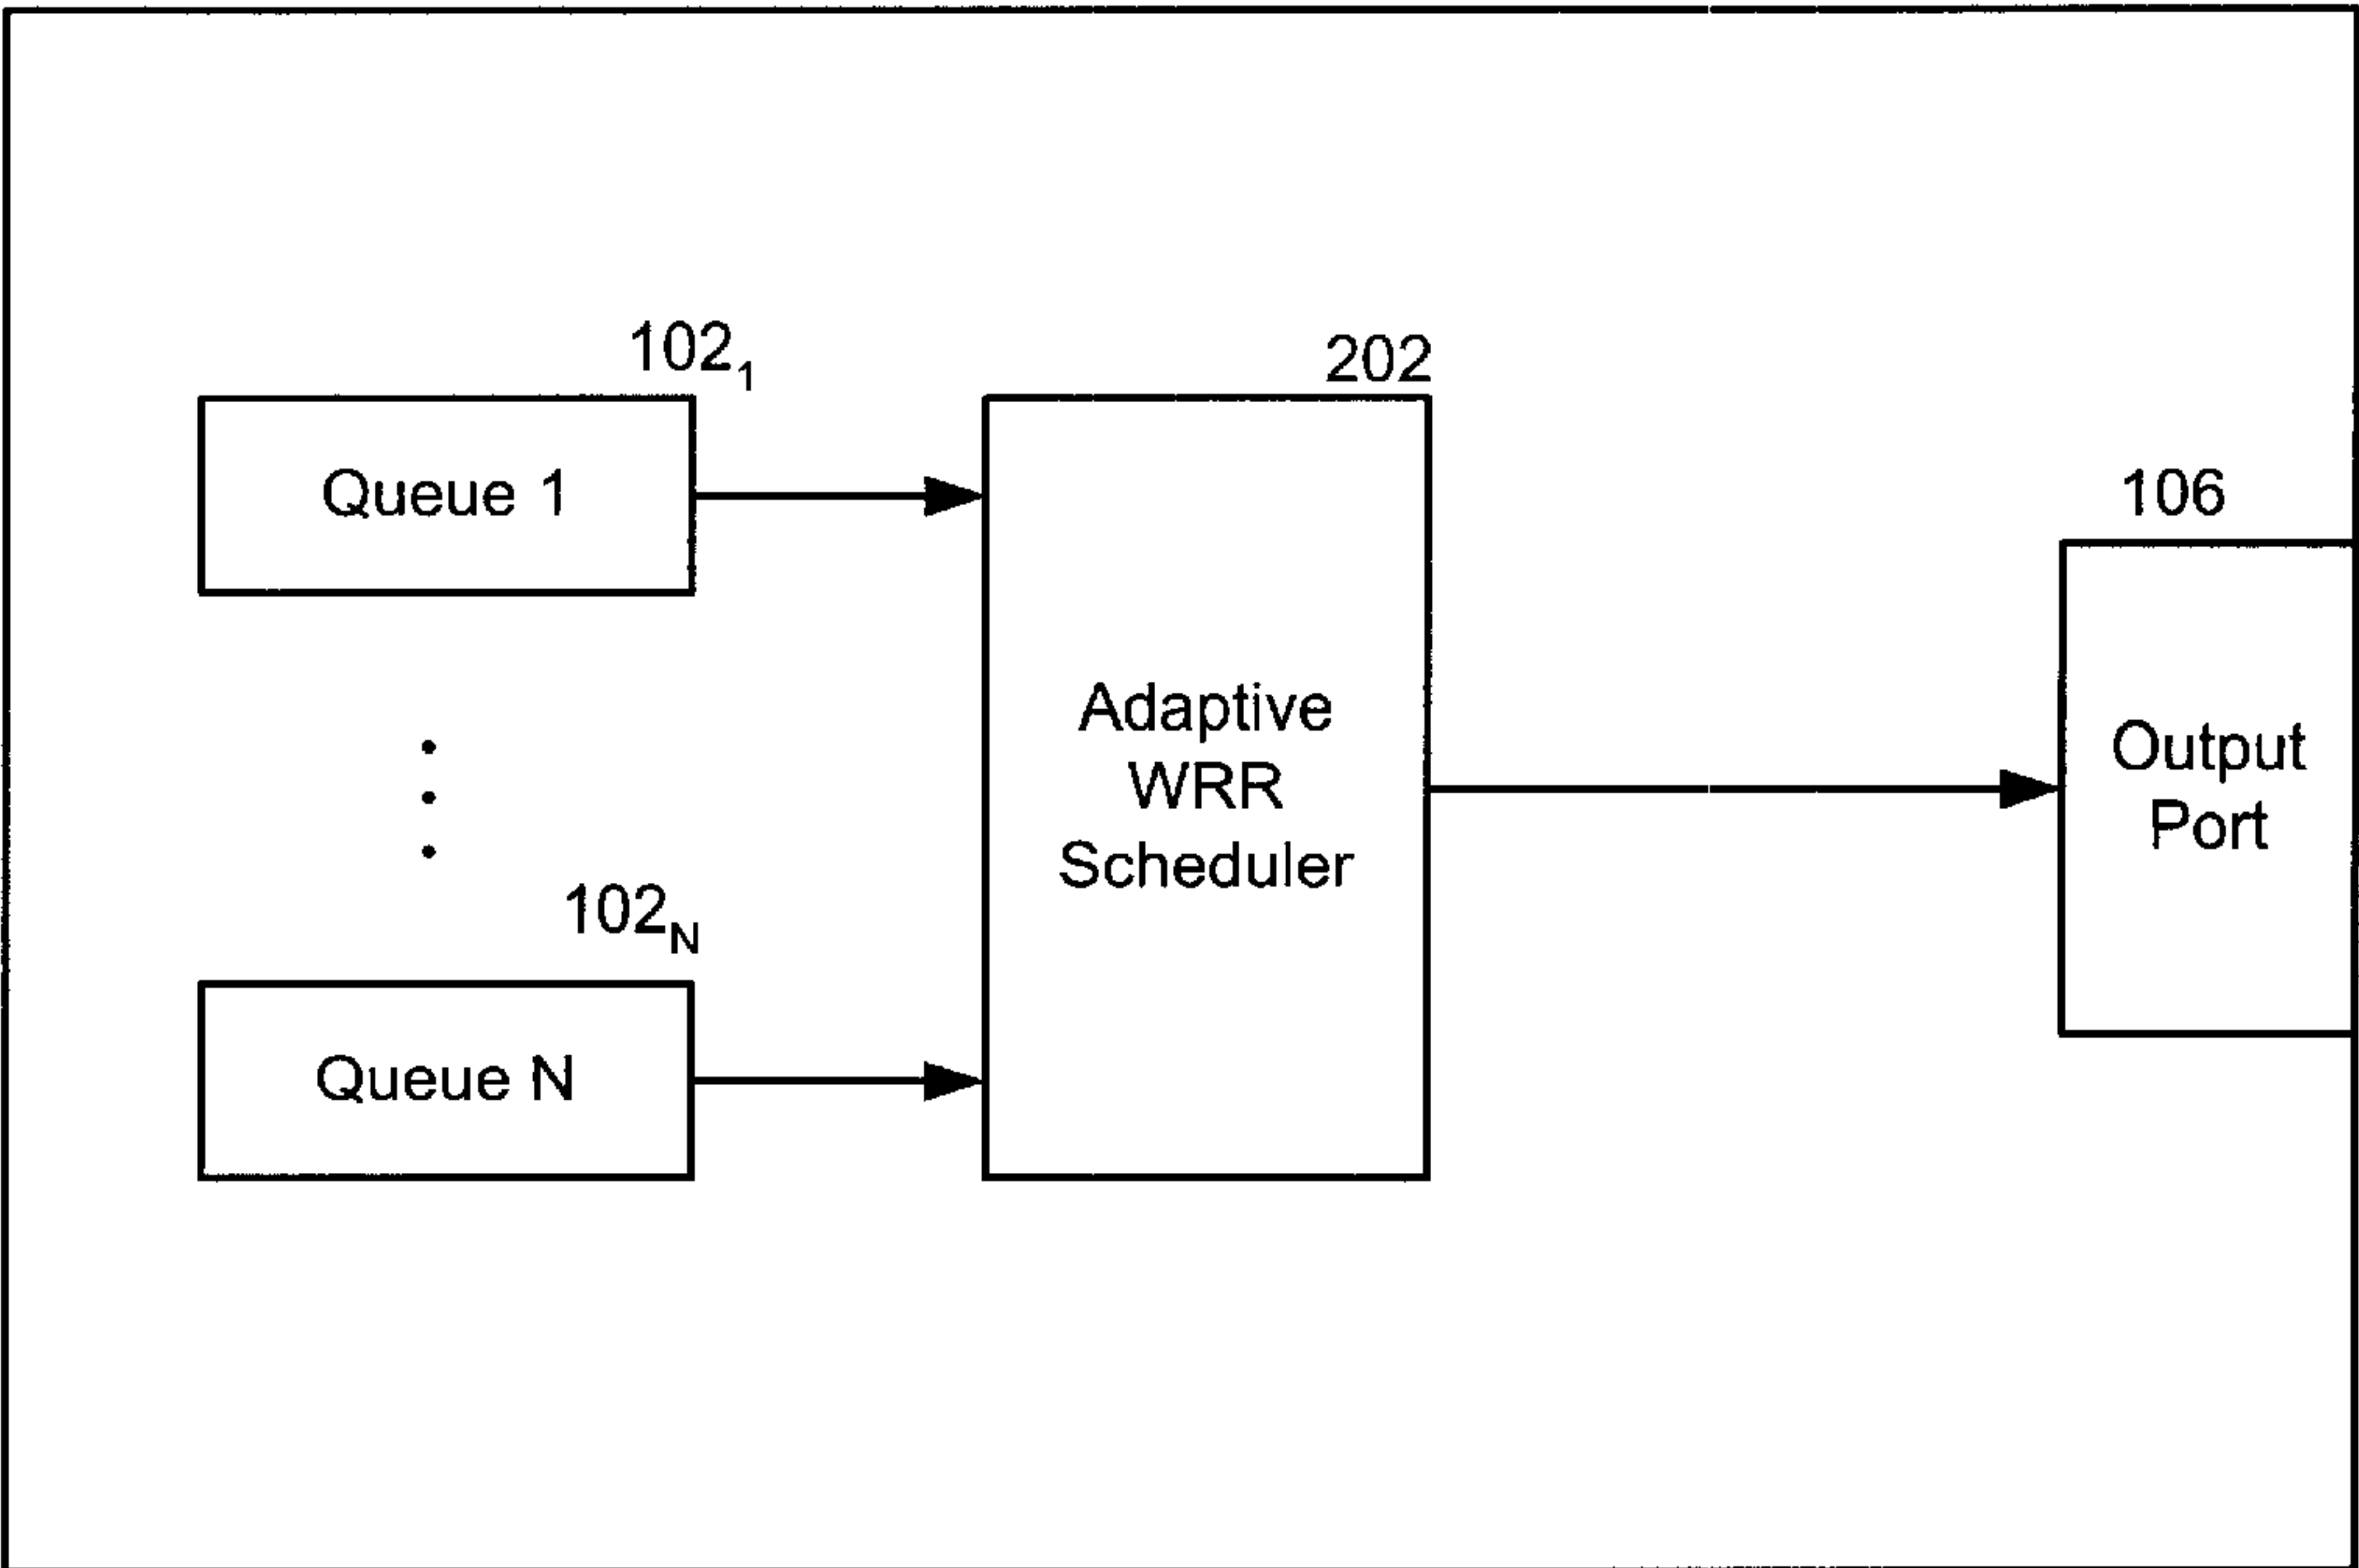 102₁
Queue 1
102N
Queue N
202
Adaptive
WRR
Scheduler
106
Output
Port